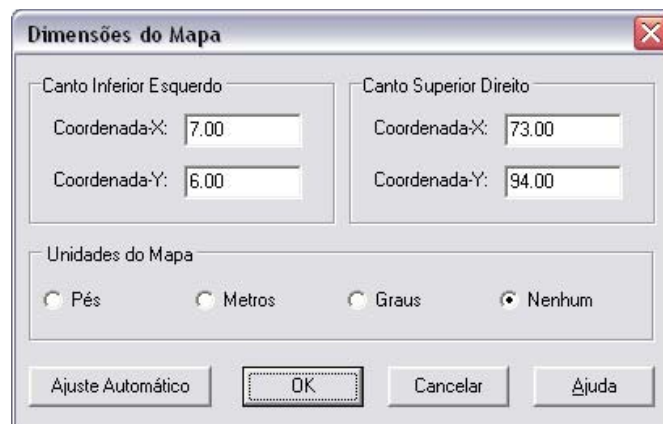 Dimensões do Mapa
Canto Inferior Esquerdo
Coordenada-X: 7.00
Coordenada-Y: 6.00
Canto Superior Direito
Coordenada-X: 73.00
Coordenada-Y: 94.00
Unidades do Mapa
Pés Metros Graus Nenhum
Ajuste Automático OK Cancelar Ajuda